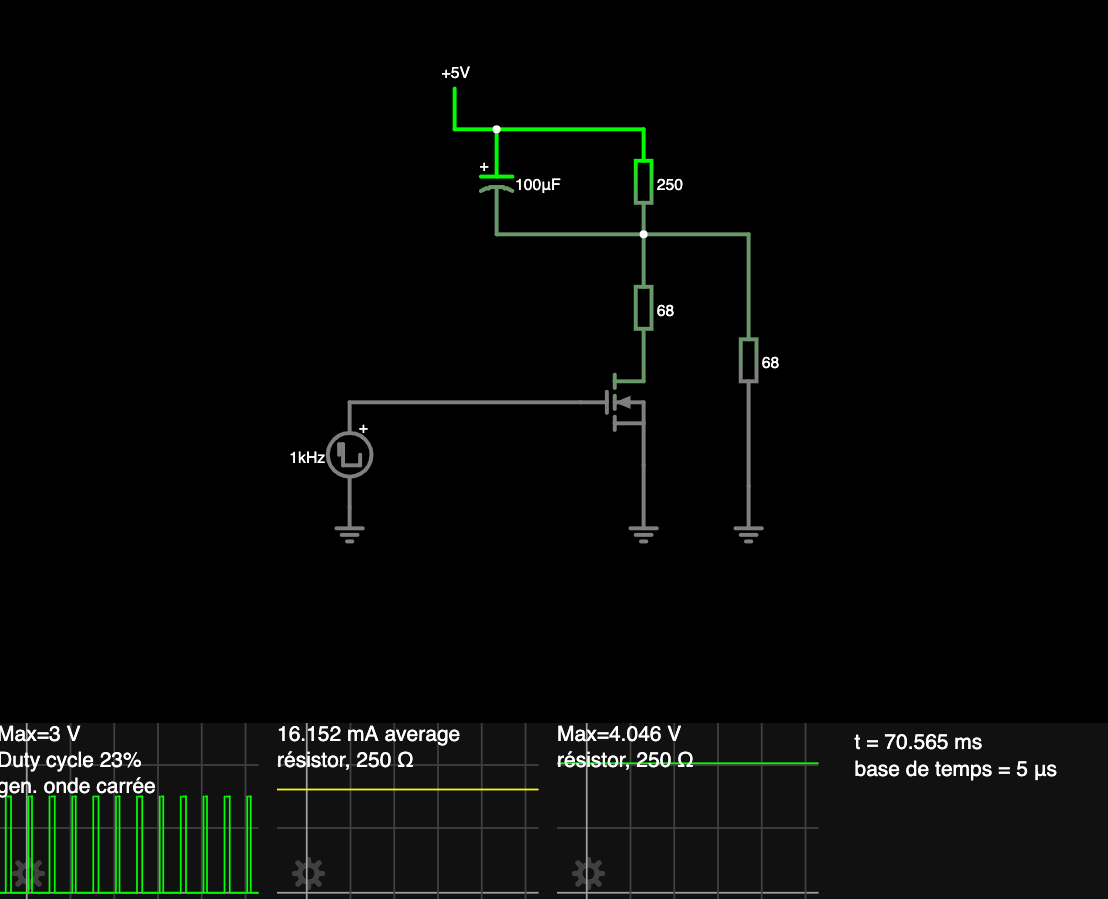 +5V
+
100µF
250
68
68
+
1kHz
Max=3 V
Duty cycle 23%
gen. onde carrée
16.152 mA average
résistor, 250 Ω
Max=4.046 V
résistor, 250 Ω
t = 70.565 ms
base de temps = 5 µs